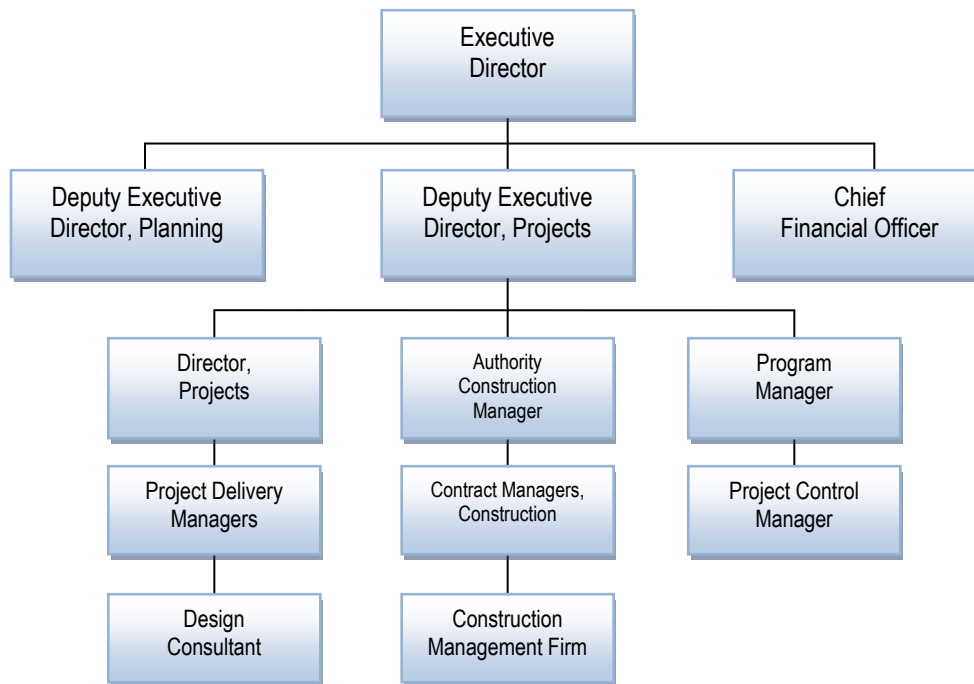 Executive
Director
Deputy Executive
Director, Planning
Deputy Executive
Director, Projects
Chief
Financial Officer
Director,
Projects
Authority
Construction
Manager
Program
Manager
Project Delivery
Managers
Contract Managers,
Construction
Project Control
Manager
Design
Consultant
Construction
Management Firm